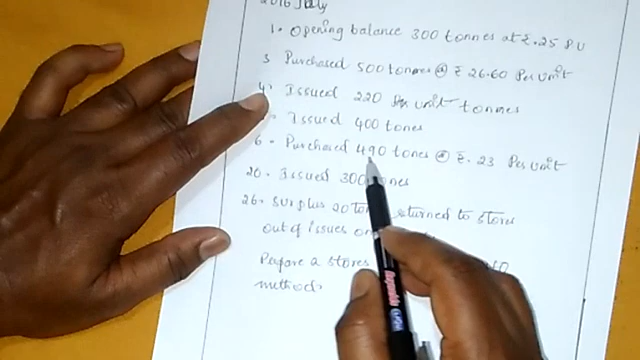 2016 July
1. Opening balance 300 tonnes at ₹.25 PU
3 Purchased 500 tonnes @ ₹ 26.60 Per unit
4. Issued 220 Per unit tonnes
Issued 400 tones
6. Purchased 490 tones @ ₹. 23 Per unit
20. Issued 300 tones
26. Surplus 20 returned to stores
out of issues
Prepare a stores
method.